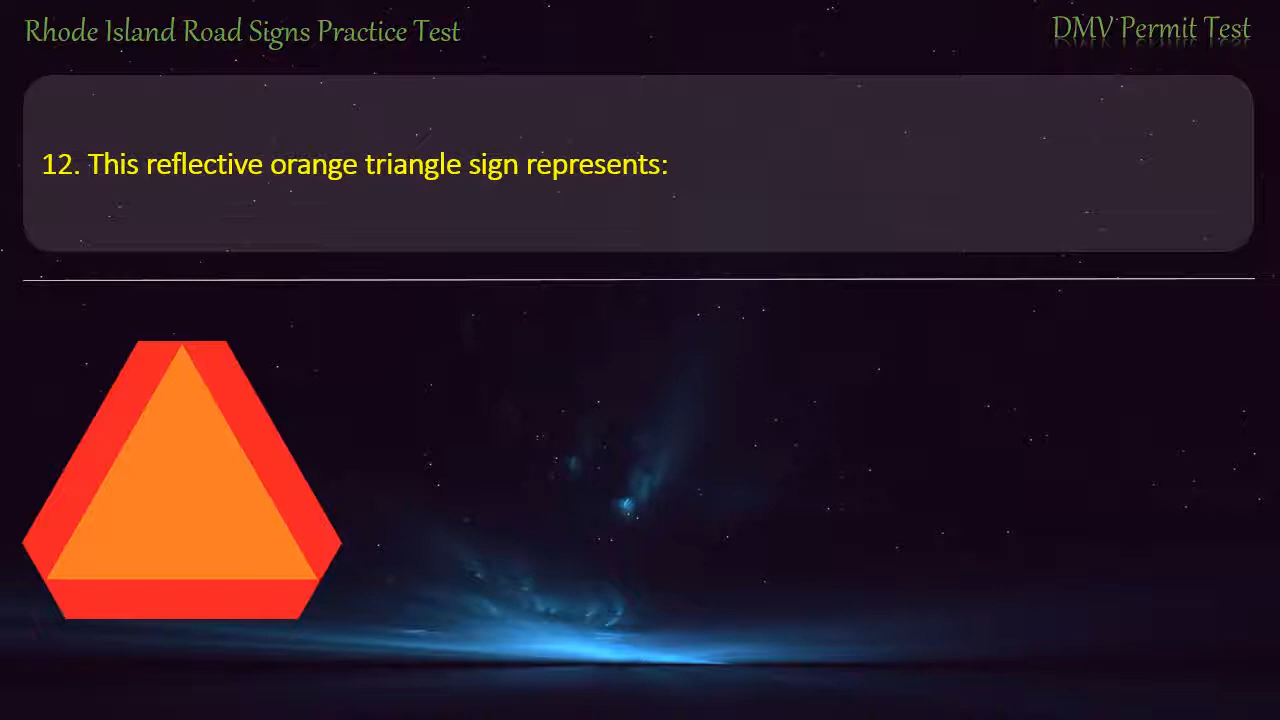 Rhode Island Road Signs Practice Test
DMV Permit Test
12. This reflective orange triangle sign represents: